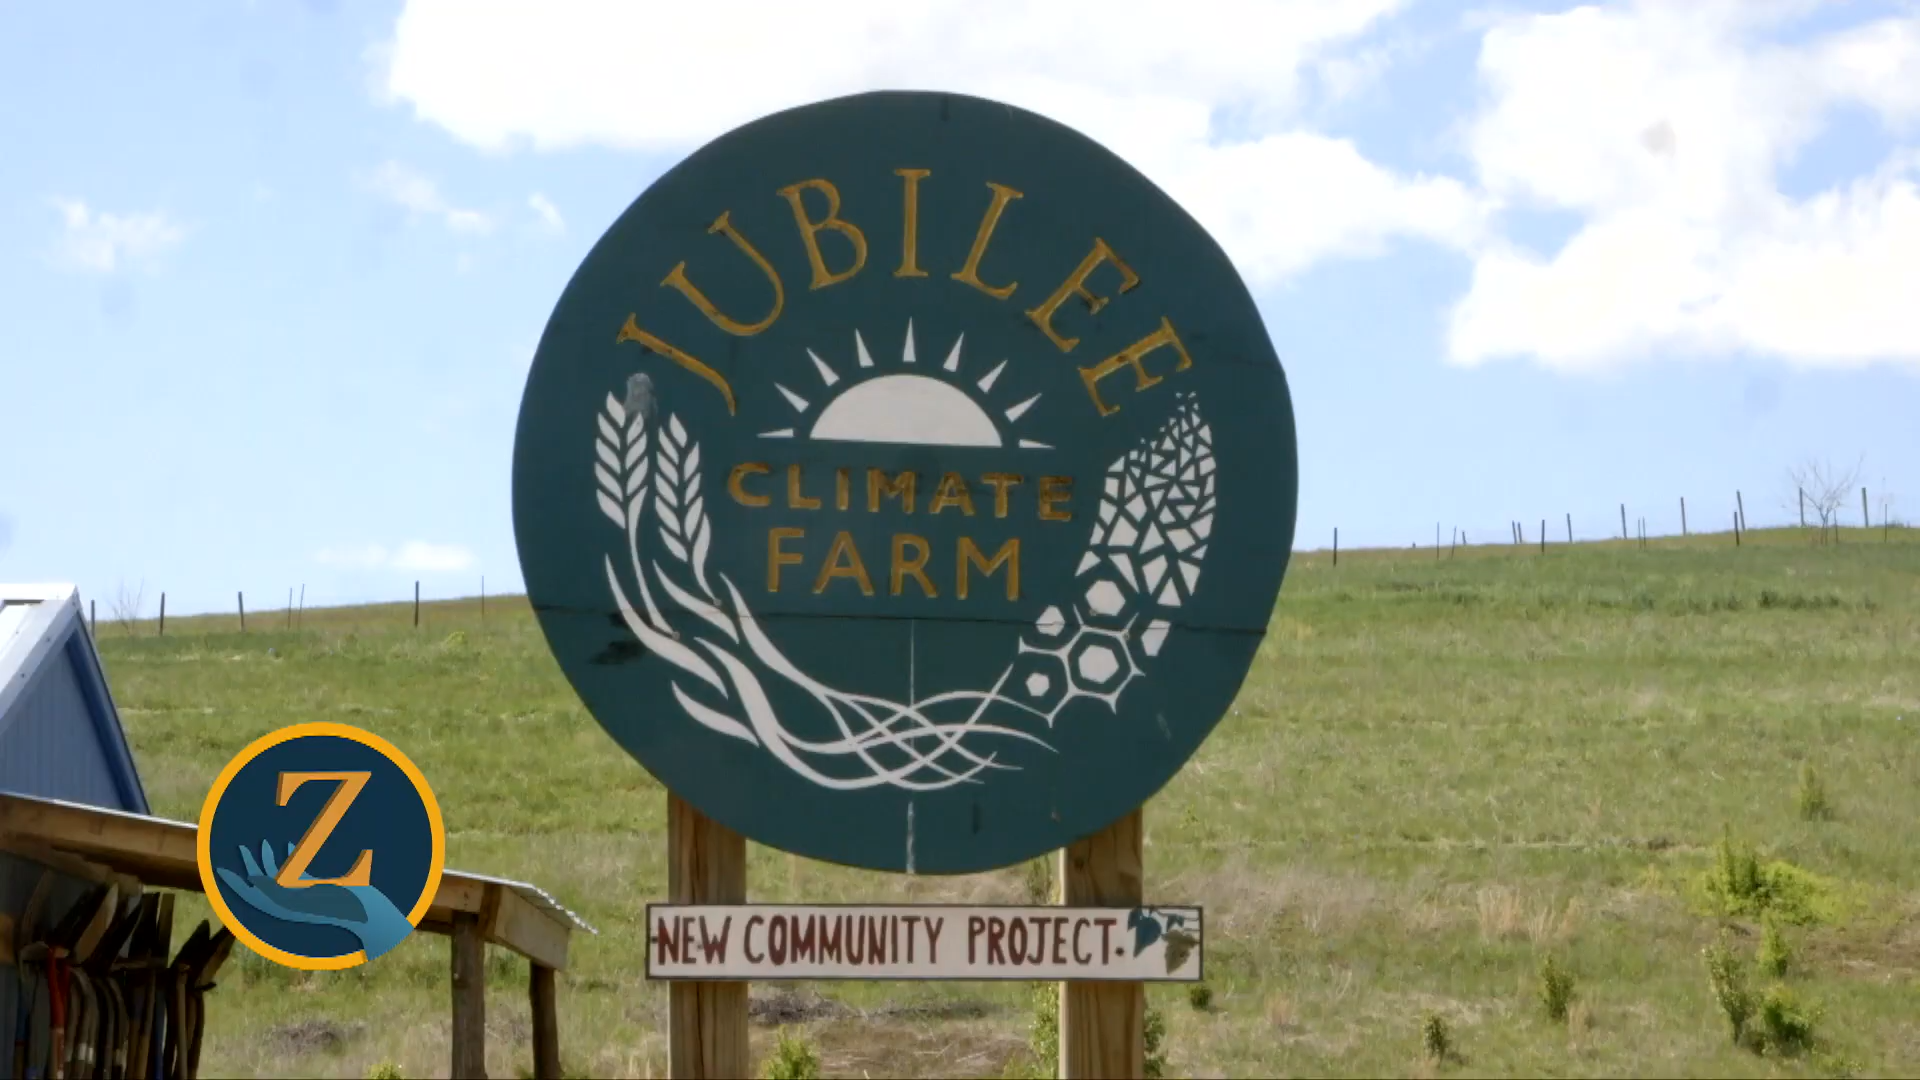 JUBILEE
CLIMATE
FARM
Z
NEW COMMUNITY PROJECT.